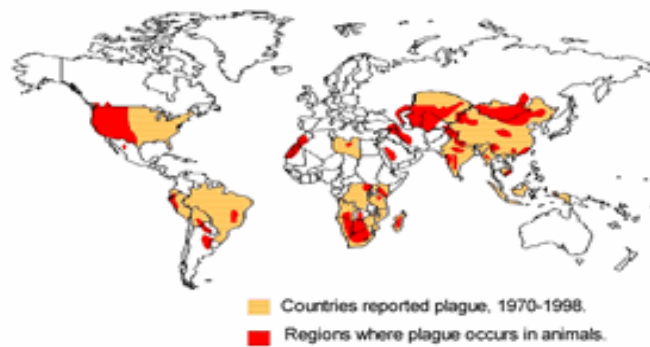 Countries reported plague, 1970-1998.
Regions where plague occurs in animals.